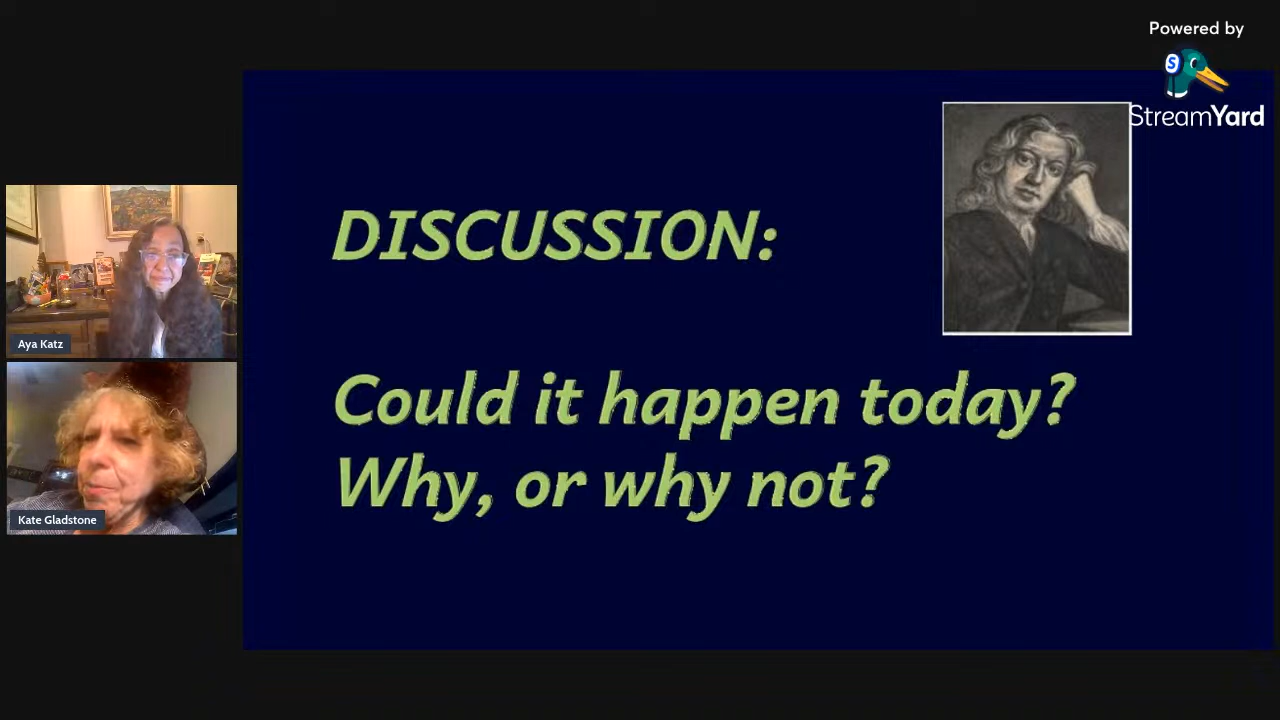 Powered by
S
StreamYard
DISCUSSION:
Could it happen today?
Why, or why not?
Aya Katz
Kate Gladstone